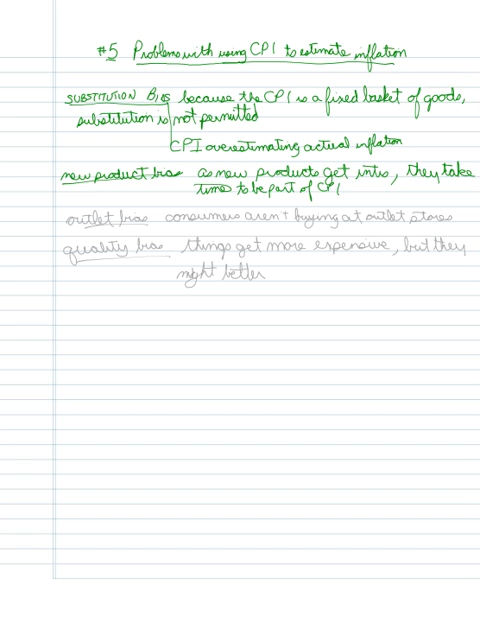 #5 Problems with using CPI to estimate inflation
SUBSTITUTION BIAS because the CPI is a fixed basket of goods,
substitution is not permitted
CPI overestimating actual inflation
new product bias as new products get intro, they take
time to be part of CPI
outlet bias consumers aren't buying at outlet stores
quality bias things get more expensive, but they
might better